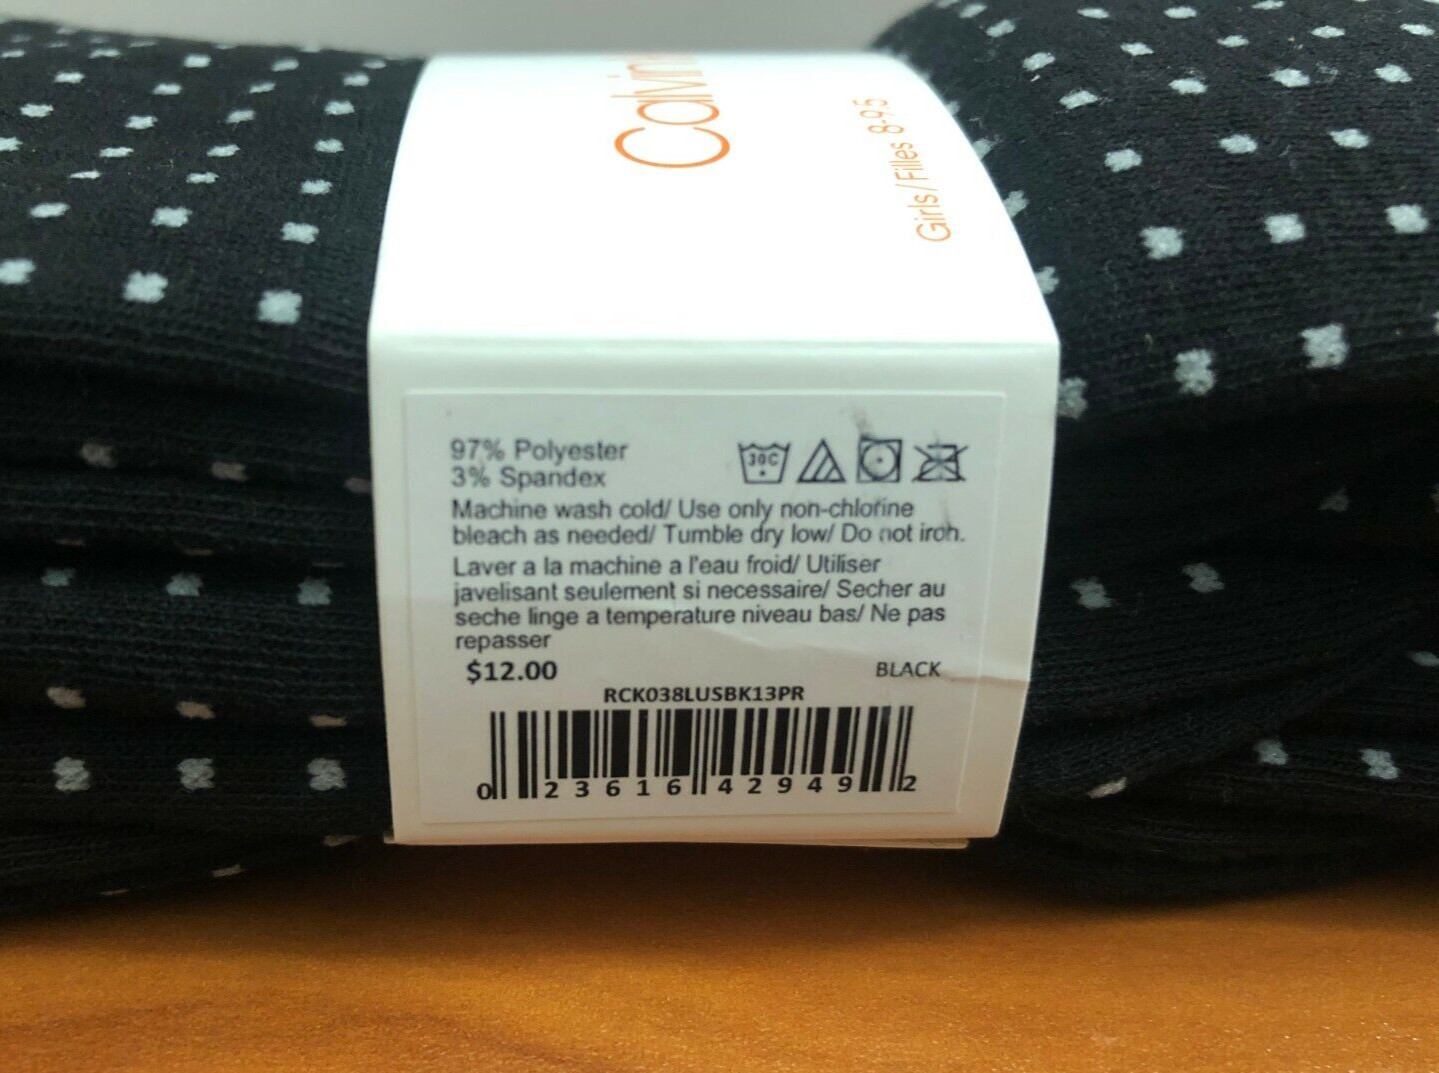 Calvin
Girls/Filles 8-9.5
97% Polyester
3% Spandex
30C
Machine wash cold/ Use only non-chlorine
bleach as needed/ Tumble dry low/ Do not iron.
Laver a la machine a l'eau froid/ Utiliser
javelisant seulement si necessaire/ Secher au
seche linge a temperature niveau bas/ Ne pas
repasser
$12.00 BLACK
RCK038LUSBK13PR
0 23616 42949 2